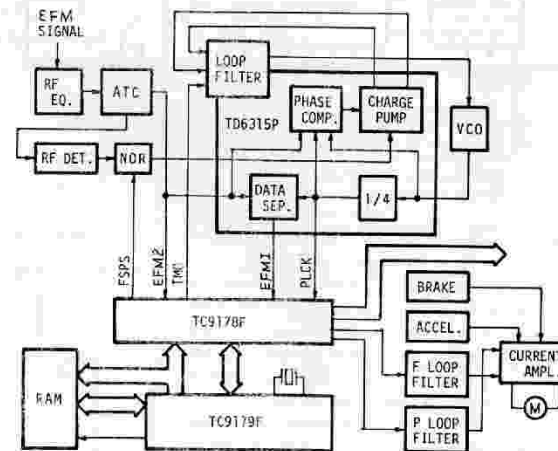 EFM
SIGNAL
RF
EQ.
ATC
LOOP
FILTER
TD6315P
PHASE
COMP.
CHARGE
PUMP
VCO
RF DET.
NOR
DATA
SEP.
1/4
FSPS
EFM2
TMC
EFM1
PLCK
TC9178F
BRAKE
ACCEL.
F LOOP
FILTER
CURRENT
AMPL.
RAM
TC9179F
P LOOP
FILTER
M